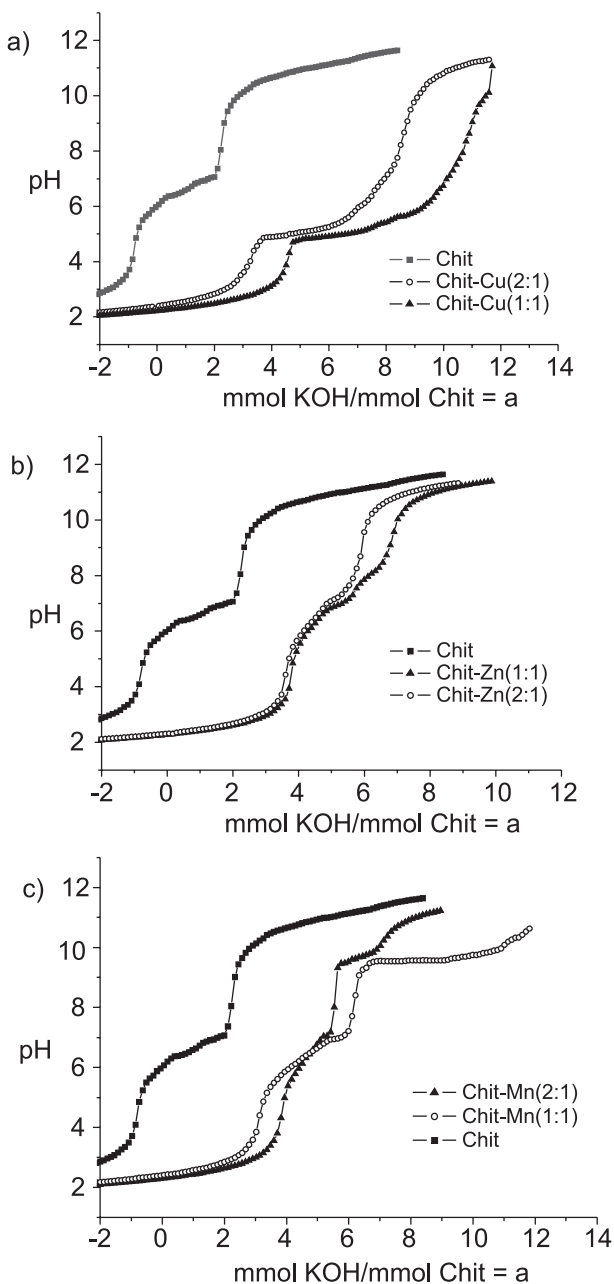 a)
12
10
8
6
4
2
pH
Chit
Chit-Cu(2:1)
Chit-Cu(1:1)
-2 0 2 4 6 8 10 12 14
mmol KOH/mmol Chit = a
b)
12
10
8
6
4
2
pH
Chit
Chit-Zn(1:1)
Chit-Zn(2:1)
-2 0 2 4 6 8 10 12
mmol KOH/mmol Chit = a
c)
12
10
8
6
4
2
pH
Chit-Mn(2:1)
Chit-Mn(1:1)
Chit
-2 0 2 4 6 8 10 12 14
mmol KOH/mmol Chit = a